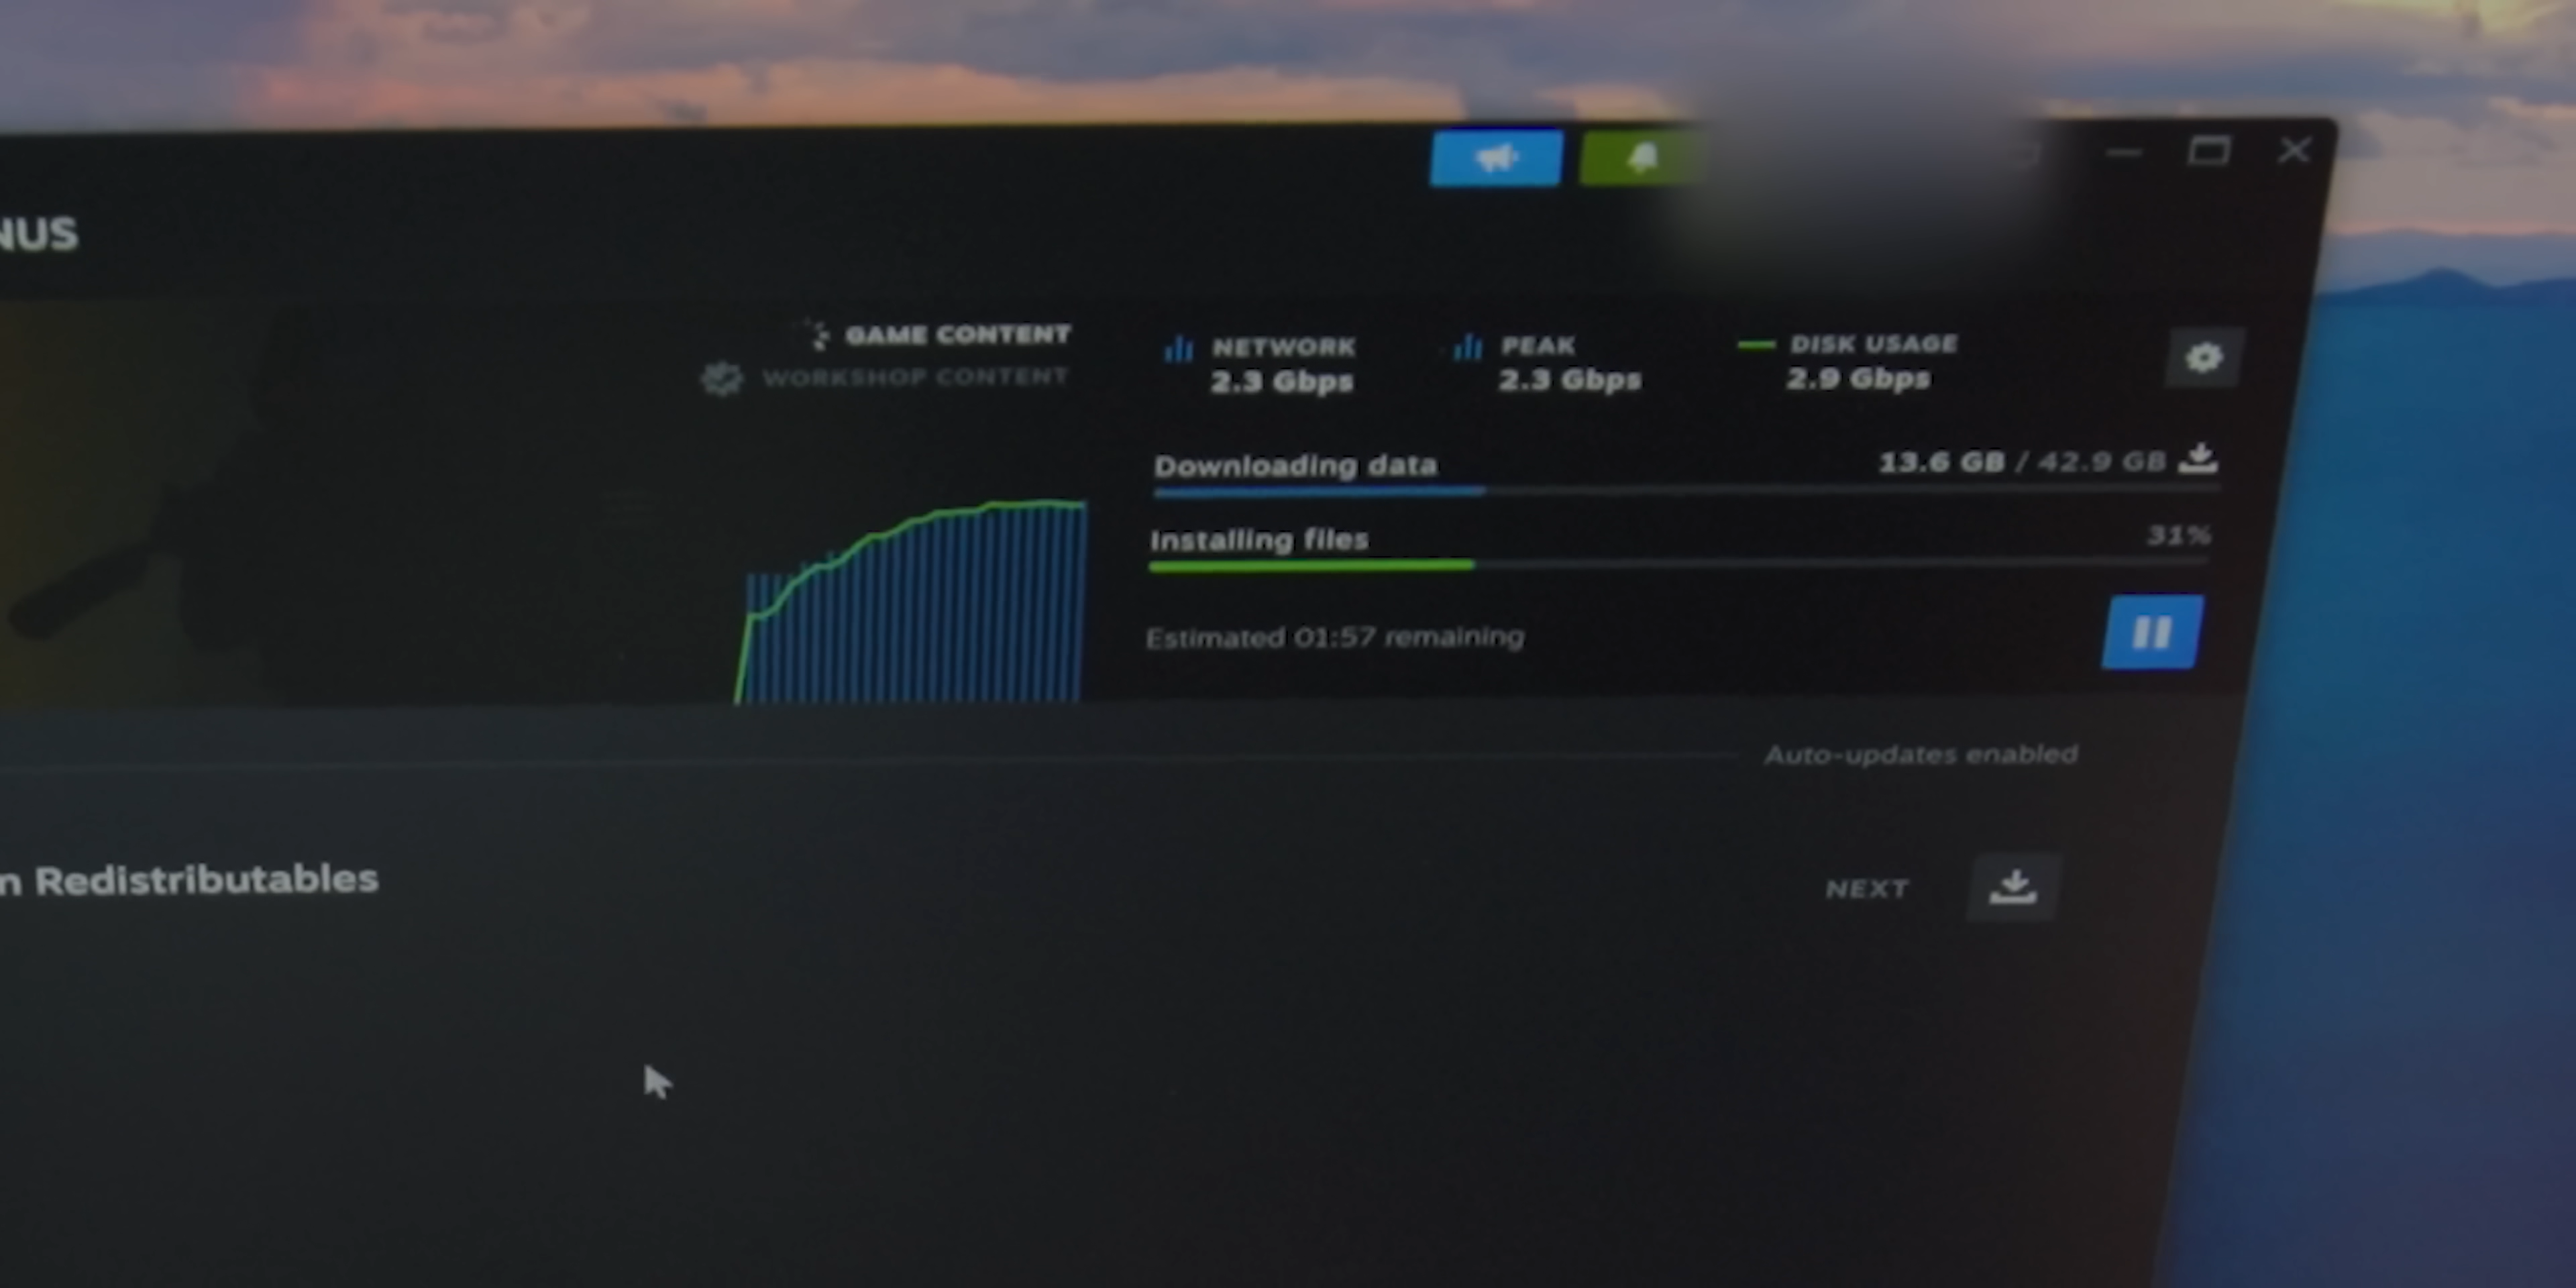 NUS
GAME CONTENT
WORKSHOP CONTENT
NETWORK
2.3 Gbps
PEAK
2.3 Gbps
DISK USAGE
2.9 Gbps
Downloading data
13.6 GB / 42.9 GB
Installing files
31%
Estimated 01:57 remaining
Auto-updates enabled
n Redistributables
NEXT